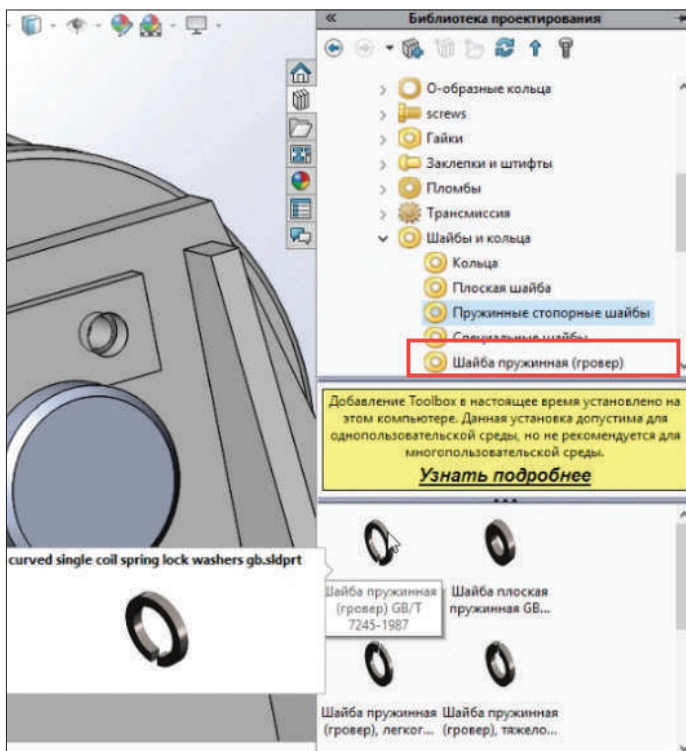 Библиотека проектирования
О-образные кольца
screws
Гайки
Заклепки и штифты
Пломбы
Трансмиссия
Шайбы и кольца
Кольца
Плоская шайба
Пружинные стопорные шайбы
Специальные шайбы
Шайба пружинная (гровер)
Добавление Toolbox в настоящее время установлено на
этом компьютере. Данная установка допустима для
однопользовательской среды, но не рекомендуется для
многопользовательской среды.
Узнать подробнее
curved single coil spring lock washers gb.sldprt
Шайба пружинная
(гровер) GB/T
7245-1987
Шайба плоская
пружинная GB...
Шайба пружинная
(гровер), легког...
Шайба пружинная
(гровер), тяжело...